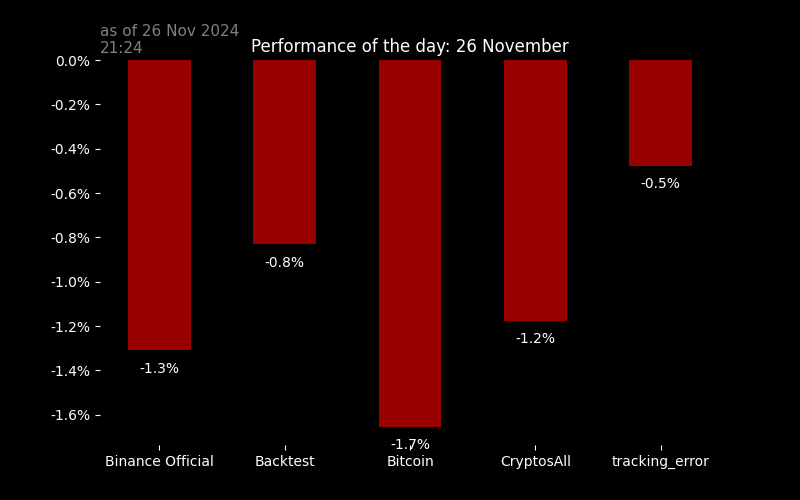 as of 26 Nov 2024
21:24
Performance of the day: 26 November
0.0%
-0.2%
-0.4%
-0.6%
-0.8%
-1.0%
-1.2%
-1.4%
-1.6%
-1.3%
-0.8%
-1.7%
-1.2%
-0.5%
Binance Official
Backtest
Bitcoin
CryptosAll
tracking_error